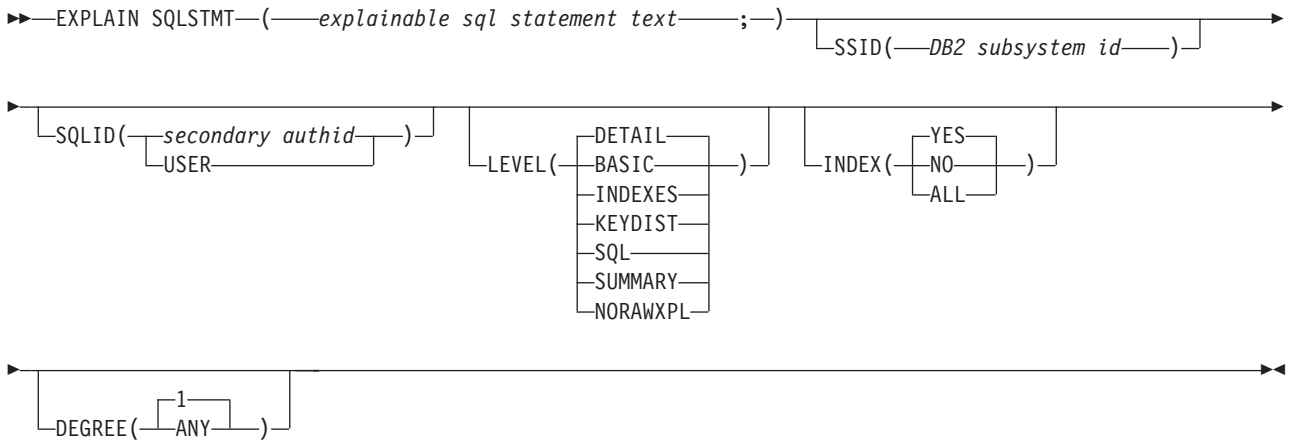 EXPLAIN SQLSTMT ( explainable sql statement text ; )
SSID( DB2 subsystem id )
SQLID( secondary authid )
USER
LEVEL( DETAIL )
BASIC
INDEXES
KEYDIST
SQL
SUMMARY
NORAWXPL
INDEX( YES )
NO
ALL
DEGREE( 1 )
ANY